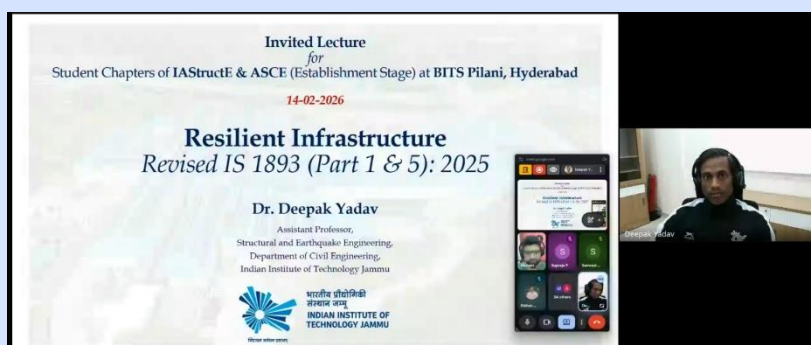 Invited Lecture
for
Student Chapters of IAStructE & ASCE (Establishment Stage) at BITS Pilani, Hyderabad
14-02-2026
Resilient Infrastructure
Revised IS 1893 (Part 1 & 5): 2025
Dr. Deepak Yadav
Assistant Professor,
Structural and Earthquake Engineering,
Department of Civil Engineering,
Indian Institute of Technology Jammu
भारतीय प्रौद्योगिकी
संस्थान जम्मू
INDIAN INSTITUTE OF
TECHNOLOGY JAMMU
Deepak Yadav